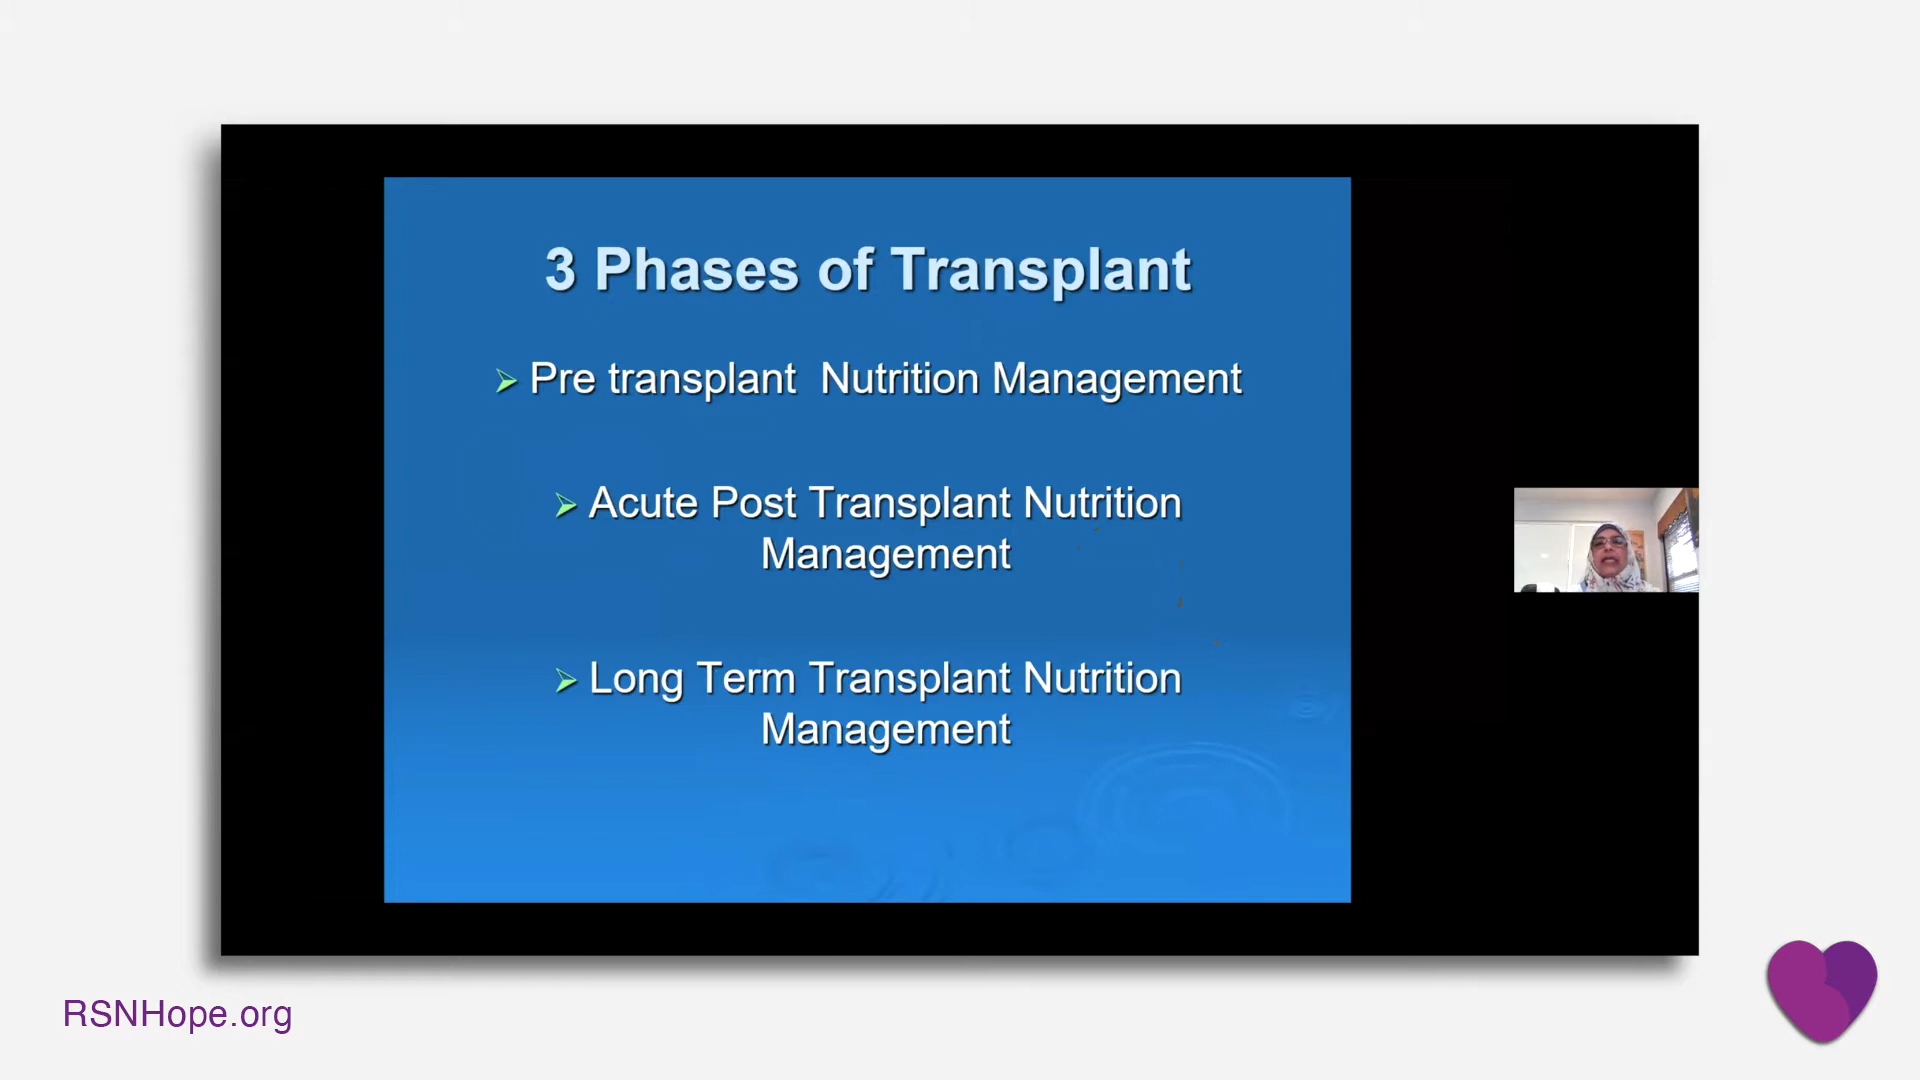 3 Phases of Transplant
Pre transplant  Nutrition Management
Acute Post Transplant Nutrition
Management
Long Term Transplant Nutrition
Management
RSNHope.org